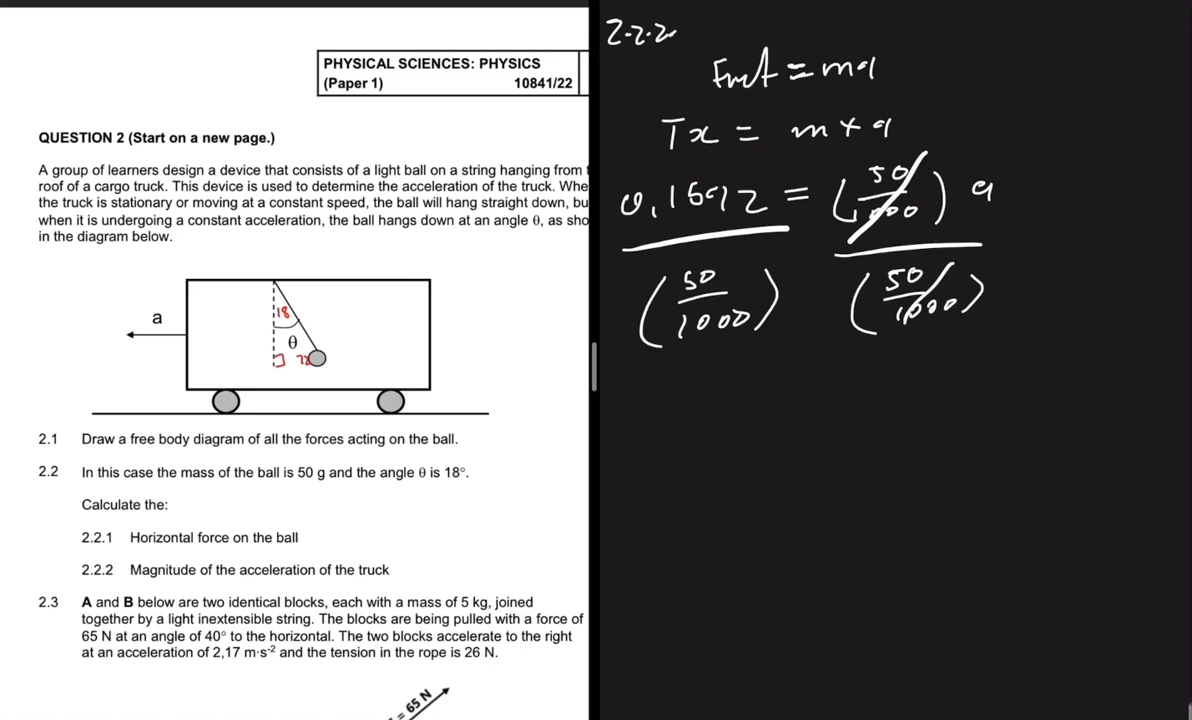 PHYSICAL SCIENCES: PHYSICS
(Paper 1) 10841/22
QUESTION 2 (Start on a new page.)
A group of learners design a device that consists of a light ball on a string hanging from
roof of a cargo truck. This device is used to determine the acceleration of the truck. Whe
the truck is stationary or moving at a constant speed, the ball will hang straight down, bu
when it is undergoing a constant acceleration, the ball hangs down at an angle θ, as sho
in the diagram below.
a
18
θ
2.1 Draw a free body diagram of all the forces acting on the ball.
2.2 In this case the mass of the ball is 50 g and the angle θ is 18°.
Calculate the:
2.2.1 Horizontal force on the ball
2.2.2 Magnitude of the acceleration of the truck
2.3 A and B below are two identical blocks, each with a mass of 5 kg, joined
together by a light inextensible string. The blocks are being pulled with a force of
65 N at an angle of 40° to the horizontal. The two blocks accelerate to the right
at an acceleration of 2,17 m·s-2 and the tension in the rope is 26 N.
= 65 N
2.2.2
Fnet = ma
Tx = m × a
0,1592 = (50/1000) a
(50/1000) (50/1000)